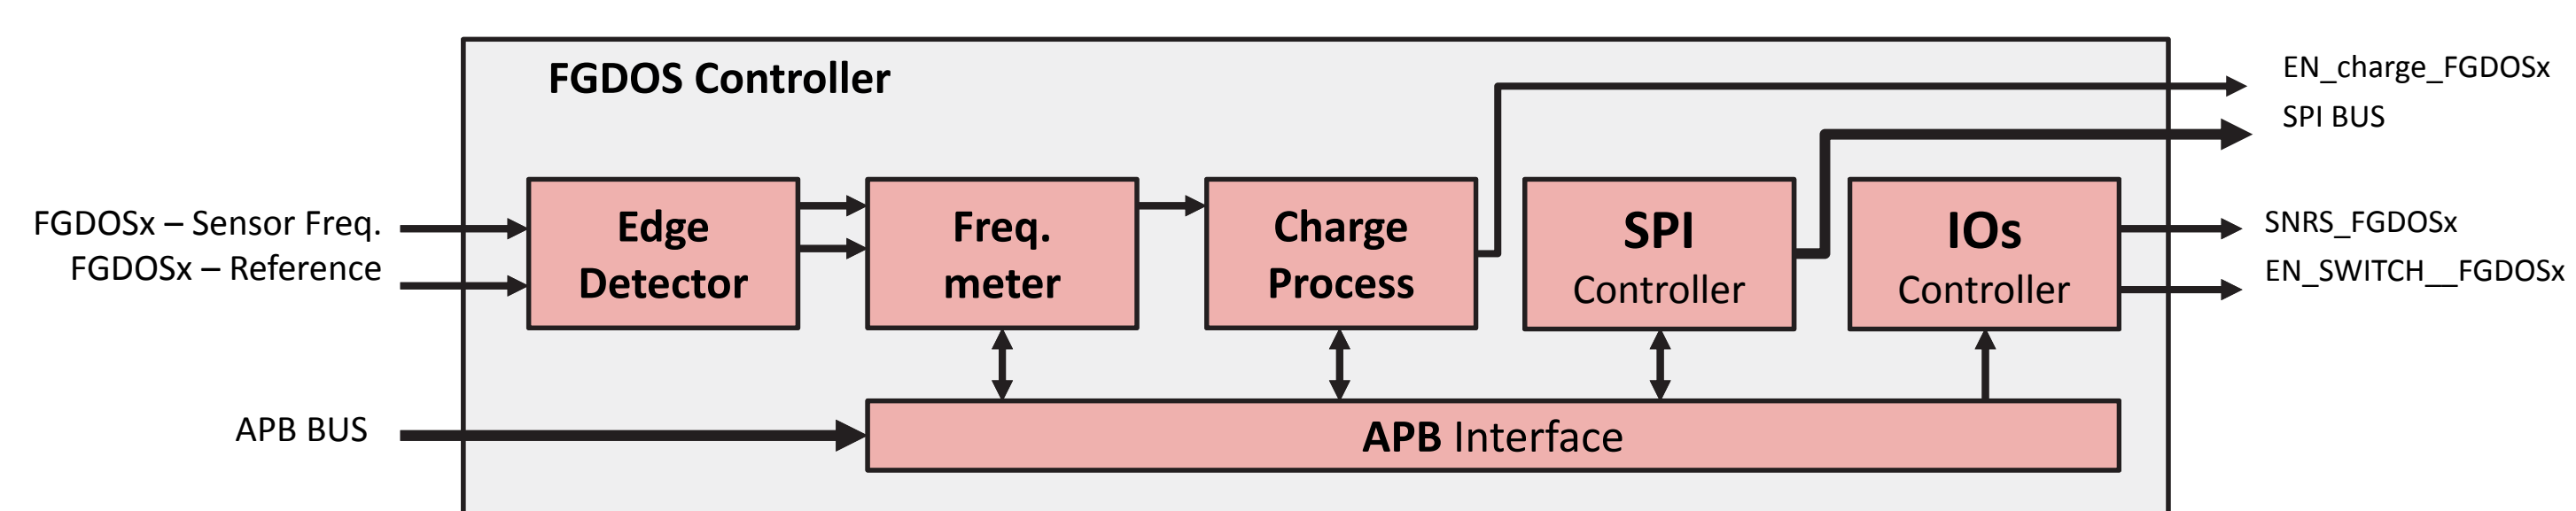 FGDOS Controller
EN_charge_FGDOSx
SPI BUS
FGDOSx – Sensor Freq.
FGDOSx – Reference
Edge
Detector
Freq.
meter
Charge
Process
SPI
Controller
IOs
Controller
SNRS_FGDOSx
EN_SWITCH__FGDOSx
APB BUS
APB Interface